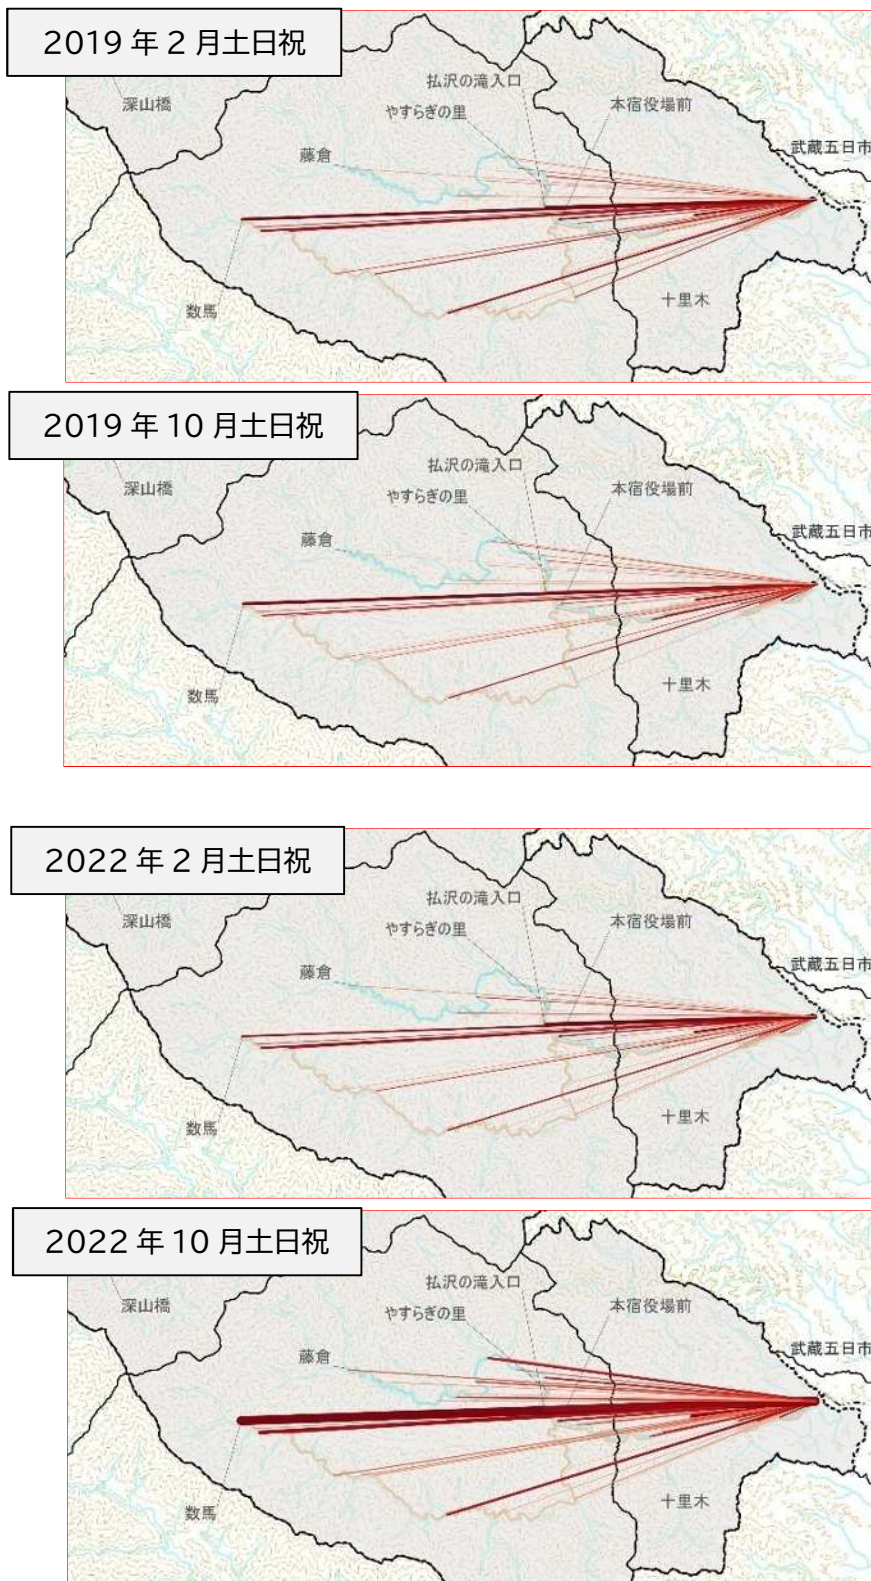 2019年2月土日祝
払沢の滝入口
深山橋
やすらぎの里
本宿役場前
藤倉
武蔵五日市
数馬
十里木
2019年10月土日祝
払沢の滝入口
深山橋
やすらぎの里
本宿役場前
藤倉
武蔵五日市
数馬
十里木
2022年2月土日祝
払沢の滝入口
深山橋
やすらぎの里
本宿役場前
藤倉
武蔵五日市
数馬
十里木
2022年10月土日祝
払沢の滝入口
深山橋
やすらぎの里
本宿役場前
藤倉
武蔵五日市
数馬
十里木